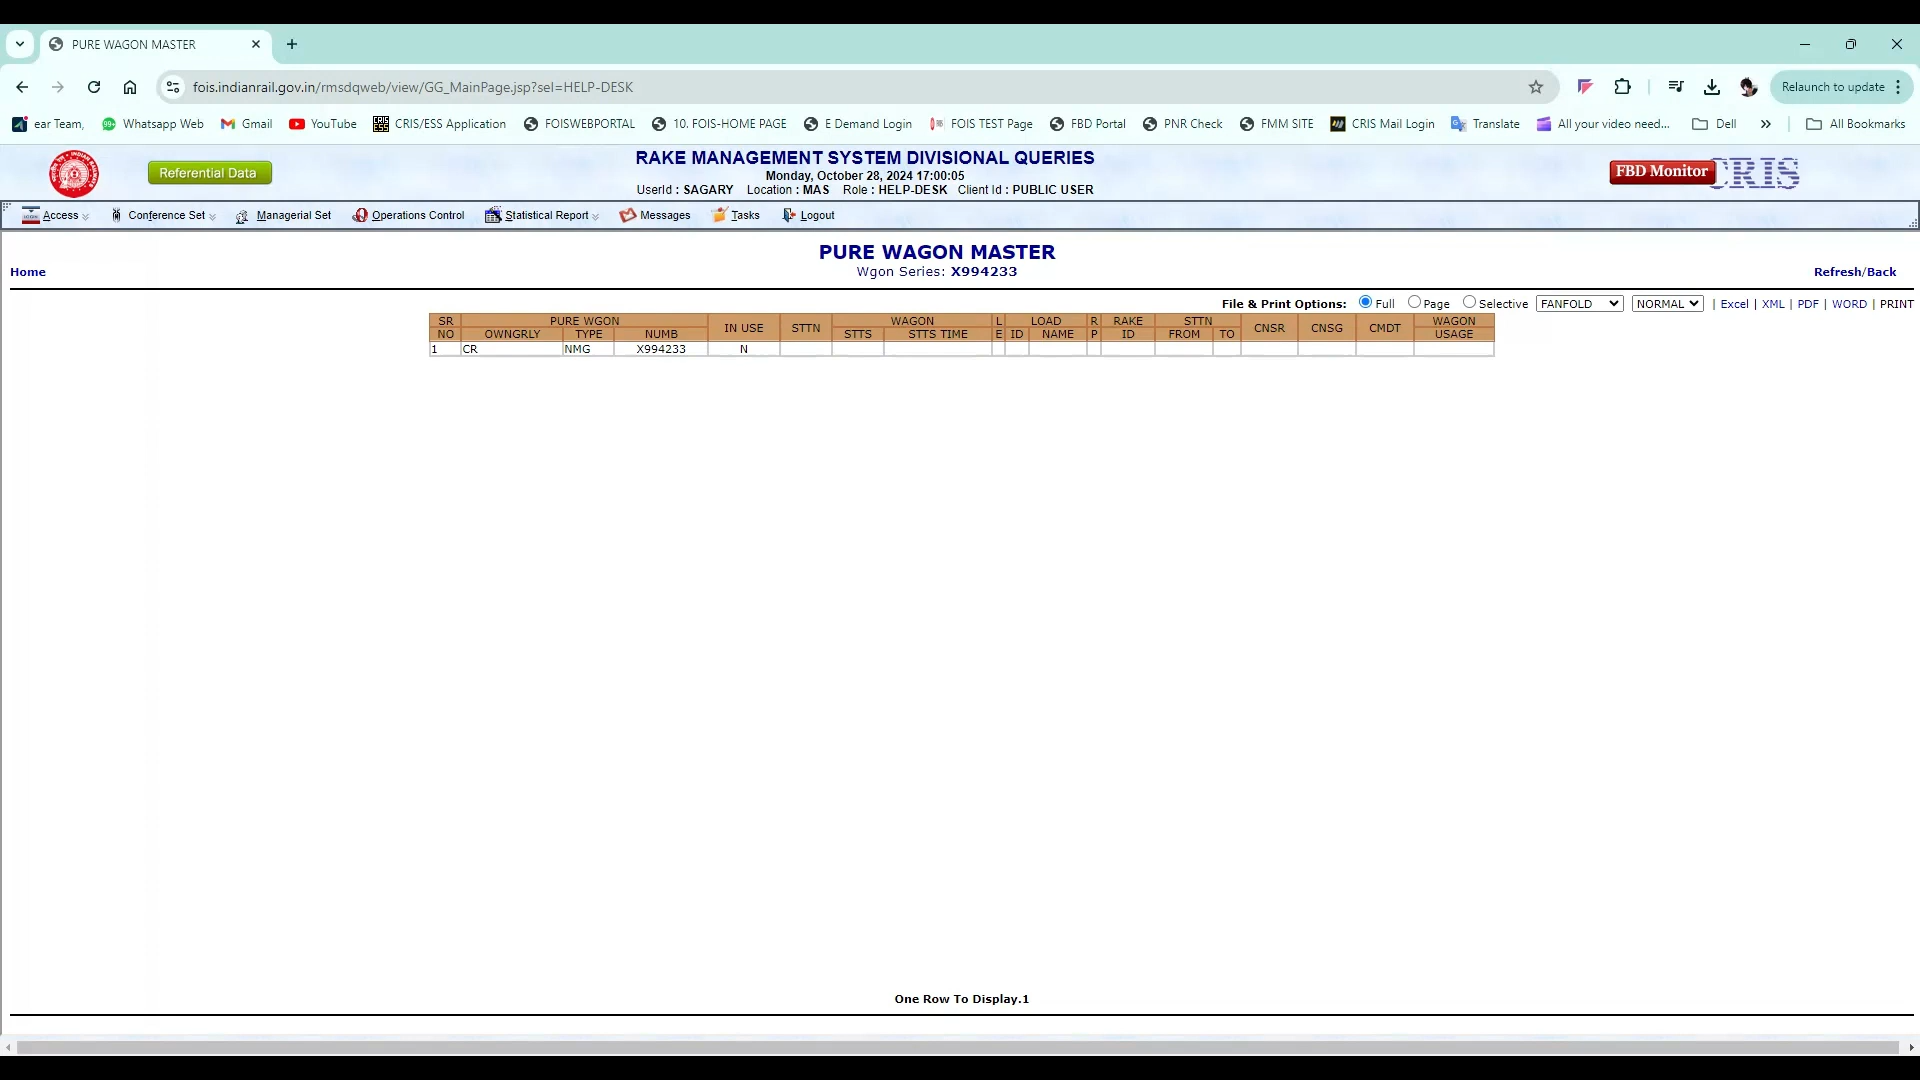 PURE WAGON MASTER
fois.indianrail.gov.in/rmsdqweb/view/GG_MainPage.jsp?sel=HELP-DESK
Relaunch to update
ear Team, Whatsapp Web Gmail YouTube CRIS/ESS Application FOISWEBPORTAL 10. FOIS-HOME PAGE E Demand Login FOIS TEST Page FBD Portal PNR Check FMM SITE CRIS Mail Login Translate All your video need... Dell » All Bookmarks
Referential Data
RAKE MANAGEMENT SYSTEM DIVISIONAL QUERIES
Monday, October 28, 2024 17:00:05
UserId : SAGARY Location : MAS Role : HELP-DESK Client Id : PUBLIC USER
FBD Monitor CRIS
Access Conference Set Managerial Set Operations Control Statistical Report Messages Tasks Logout
PURE WAGON MASTER
Wgon Series: X994233
Home Refresh/Back
File & Print Options: Full Page Selective FANFOLD NORMAL | Excel | XML | PDF | WORD | PRINT
SR PURE WGON IN USE STTN WAGON L LOAD R RAKE STTN CNSR CNSG CMDT WAGON
NO OWNGRLY TYPE NUMB STTS STTS TIME E ID NAME P ID FROM TO USAGE
1 CR NMG X994233 N
One Row To Display.1